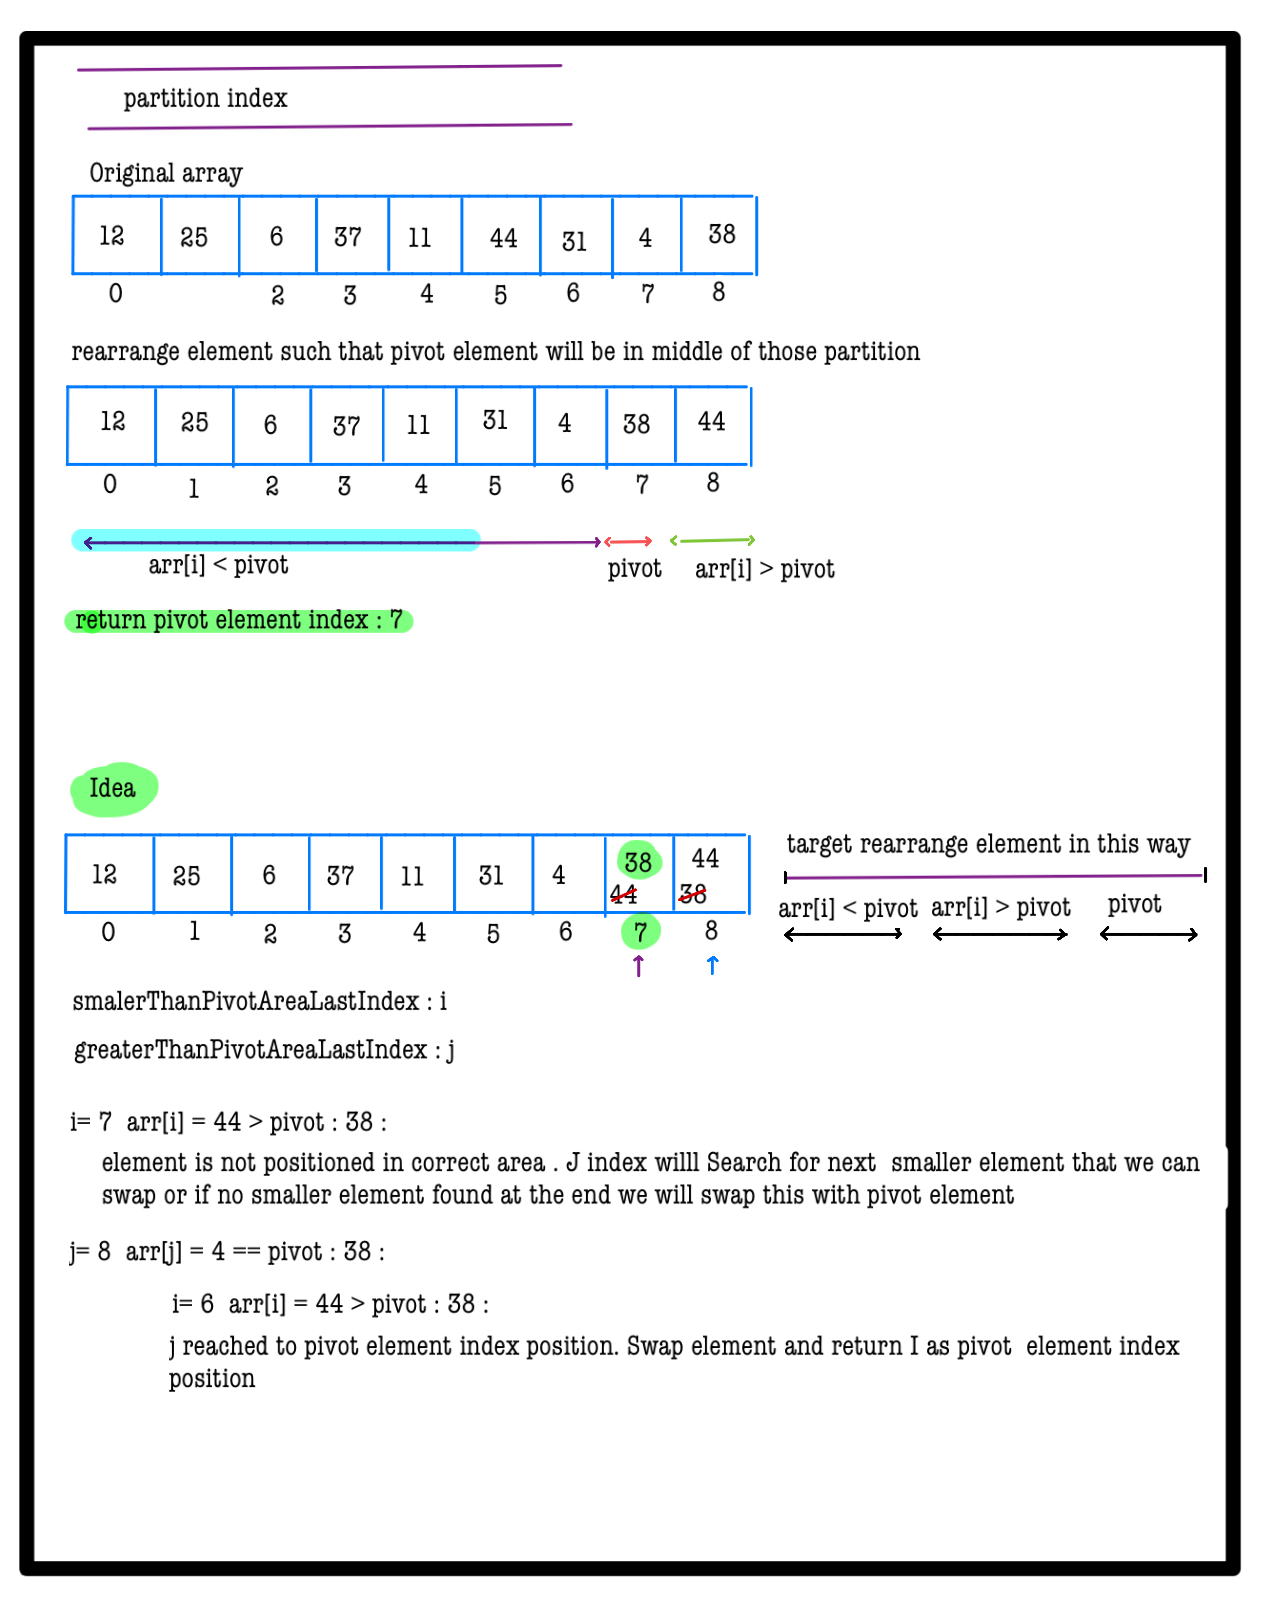 partition index
Original array
12 25 6 37 11 44 31 4 38
0 2 3 4 5 6 7 8
rearrange element such that pivot element will be in middle of those partition
12 25 6 37 11 31 4 38 44
0 1 2 3 4 5 6 7 8
arr[i] < pivot pivot arr[i] > pivot
return pivot element index : 7
Idea
12 25 6 37 11 31 4 38 44
44 38
0 1 2 3 4 5 6 7 8
target rearrange element in this way
arr[i] < pivot arr[i] > pivot pivot
smalerThanPivotAreaLastIndex : i
greaterThanPivotAreaLastIndex : j
i= 7 arr[i] = 44 > pivot : 38 :
element is not positioned in correct area . J index willl Search for next smaller element that we can
swap or if no smaller element found at the end we will swap this with pivot element
j= 8 arr[j] = 4 == pivot : 38 :
i= 6 arr[i] = 44 > pivot : 38 :
j reached to pivot element index position. Swap element and return I as pivot element index
position